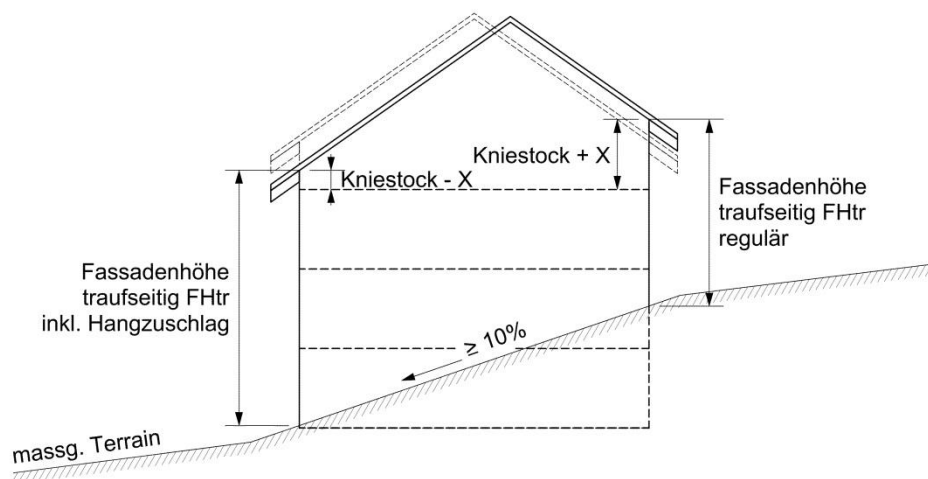 Kniestock + X
Kniestock - X
Fassadenhöhe
traufseitig FHtr
regulär
Fassadenhöhe
traufseitig FHtr
inkl. Hangzuschlag
≥ 10%
massg. Terrain